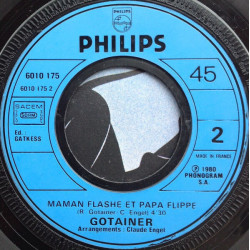 PHILIPS
6010 175
6010 175 2
45
SACEM
Ed.
GATKESS
2
MADE IN FRANCE
℗ 1980
PHONOGRAM
S.A.
MAMAN FLASHE ET PAPA FLIPPE
(R. Gotainer - C. Engel) 4'30
GOTAINER
Arrangements : Claude Engel